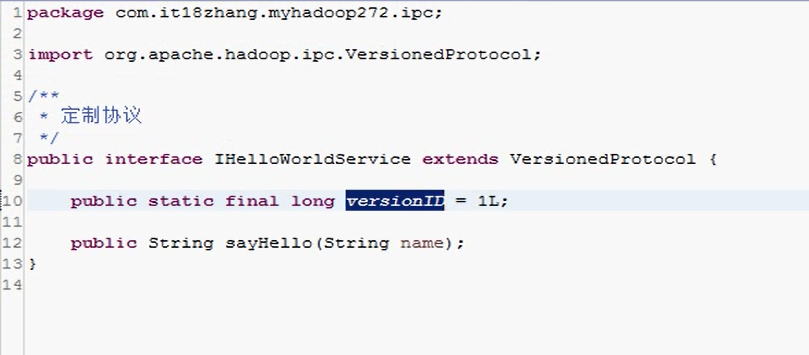 1 package com.it18zhang.myhadoop272.ipc;
2
3 import org.apache.hadoop.ipc.VersionedProtocol;
4
5 /**
6  * 定制协议
7  */
8 public interface IHelloWorldService extends VersionedProtocol {
9
10     public static final long versionID = 1L;
11
12     public String sayHello(String name);
13 }
14